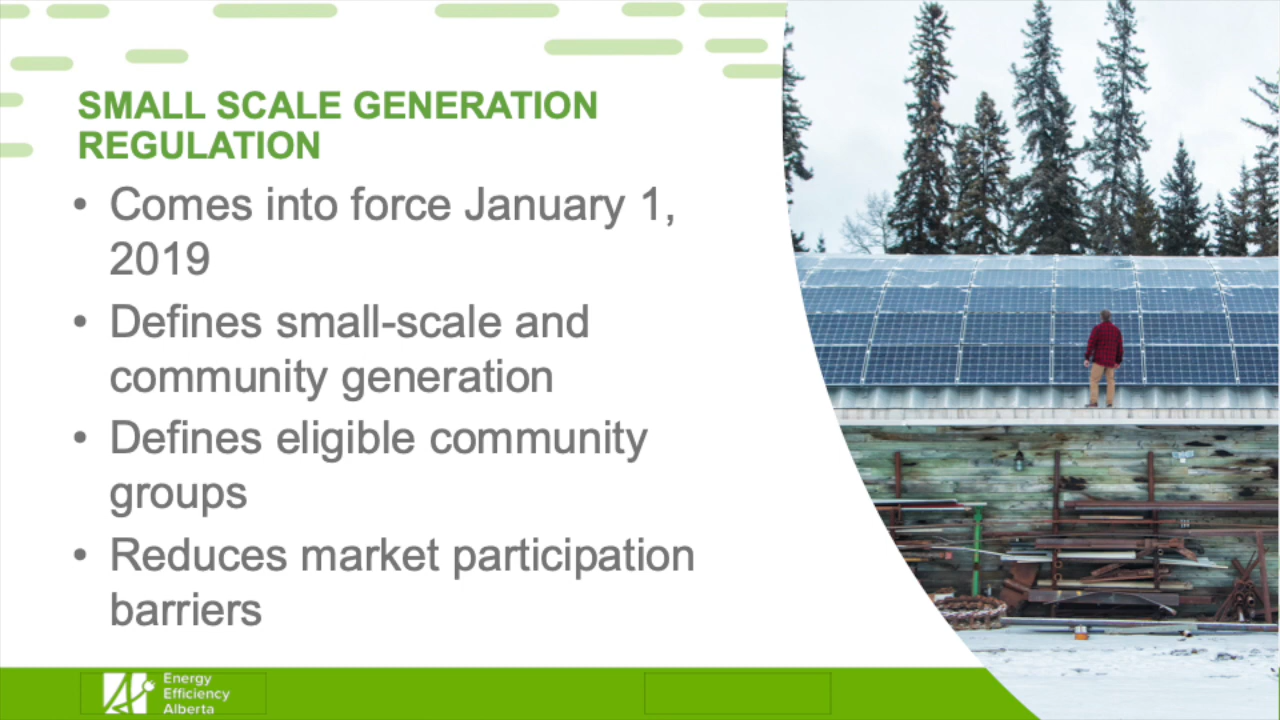 SMALL SCALE GENERATION
REGULATION
• Comes into force January 1,
2019
• Defines small-scale and
community generation
• Defines eligible community
groups
• Reduces market participation
barriers
Energy
Efficiency
Alberta